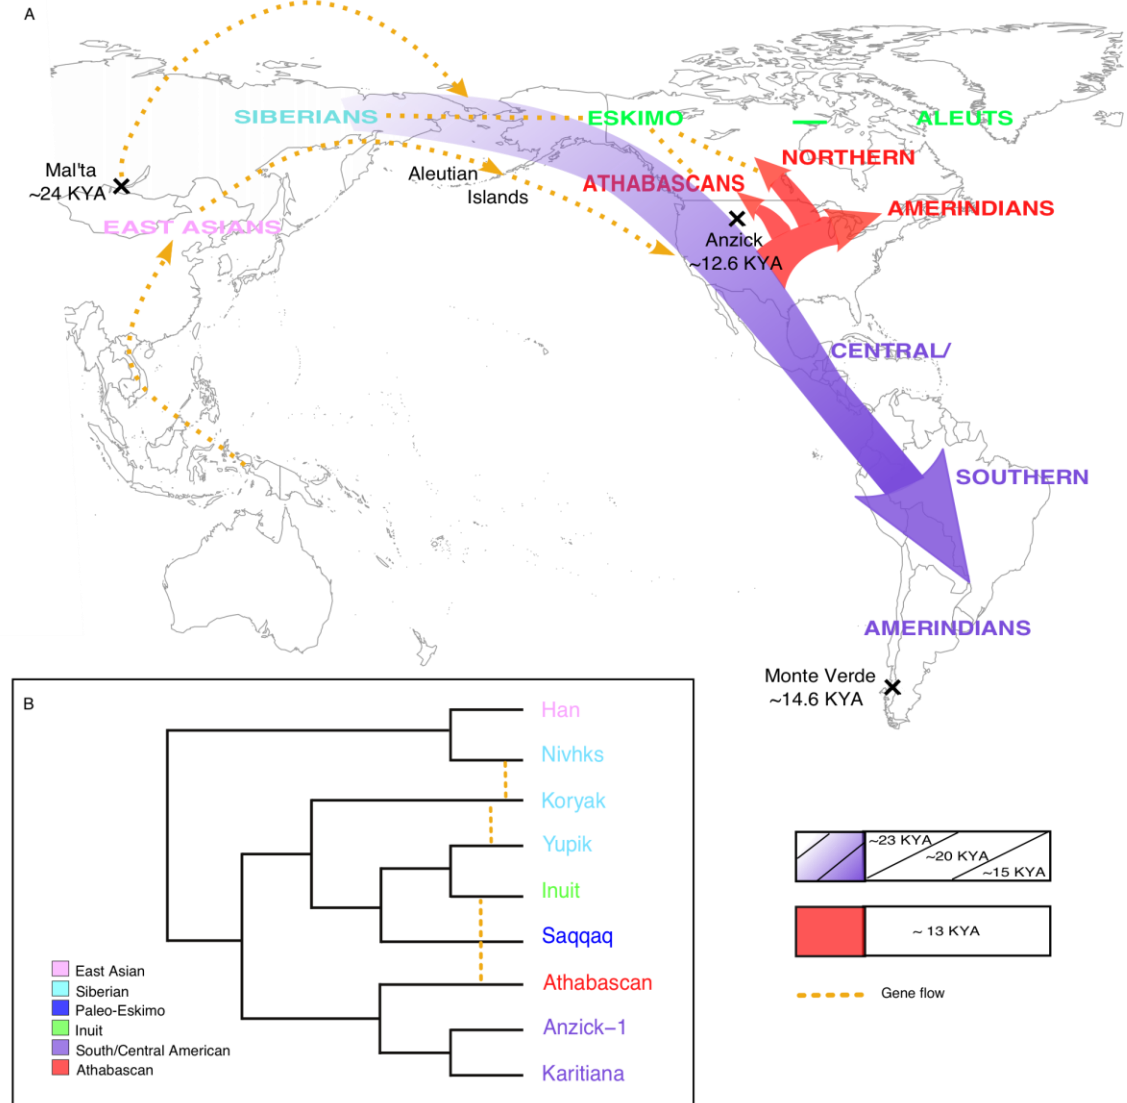 A
SIBERIANS
ESKIMO
ALEUTS
NORTHERN
Mal'ta
~24 KYA
Aleutian
Islands
ATHABASCANS
AMERINDIANS
EAST ASIANS
Anzick
~12.6 KYA
CENTRAL/
SOUTHERN
AMERINDIANS
Monte Verde
~14.6 KYA
B
Han
Nivhks
Koryak
Yupik
Inuit
Saqqaq
Athabascan
Anzick-1
Karitiana
East Asian
Siberian
Paleo-Eskimo
Inuit
South/Central American
Athabascan
~23 KYA
~20 KYA
~15 KYA
~ 13 KYA
Gene flow